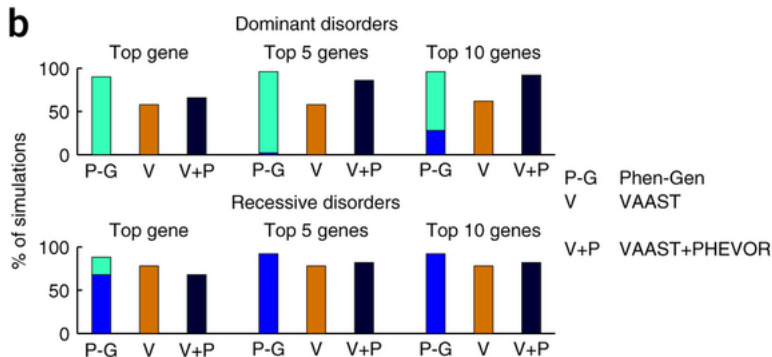 b
Dominant disorders
Top gene Top 5 genes Top 10 genes
100
50
0
P-G V V+P P-G V V+P P-G V V+P
% of simulations
P-G Phen-Gen
V VAAST
V+P VAAST+PHEVOR
Recessive disorders
Top gene Top 5 genes Top 10 genes
100
50
0
P-G V V+P P-G V V+P P-G V V+P